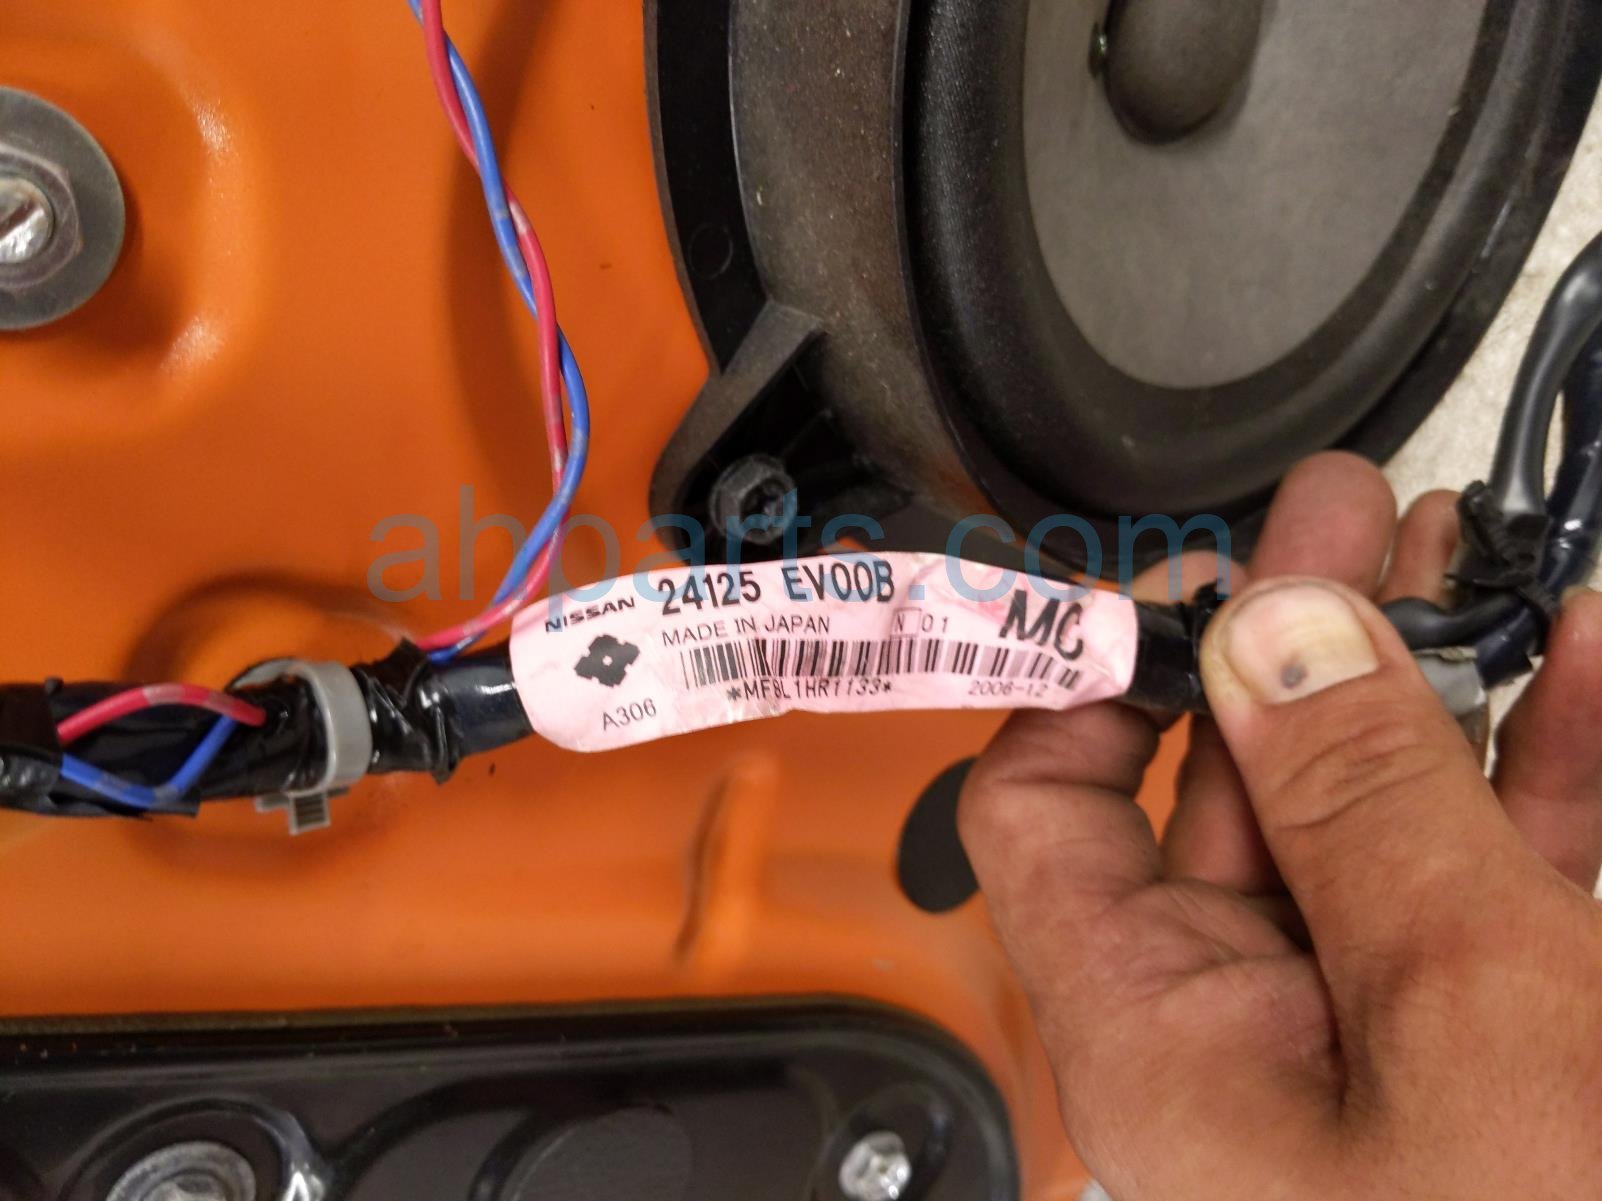 NISSAN 24125 EV00B
MADE IN JAPAN N 01 MC
*MF8L1HR1133* 2006-12
A306
ahparts.com